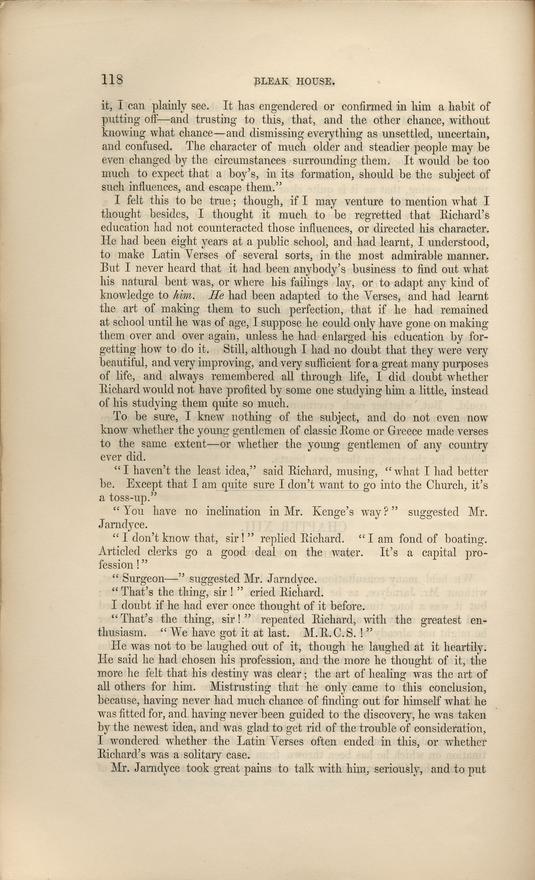 118 BLEAK HOUSE.
it, I can plainly see. It has engendered or confirmed in him a habit of
putting off—and trusting to this, that, and the other chance, without
knowing what chance—and dismissing everything as unsettled, uncertain,
and confused. The character of much older and steadier people may be
even changed by the circumstances surrounding them. It would be too
much to expect that a boy's, in its formation, should be the subject of
such influences, and escape them."
I felt this to be true; though, if I may venture to mention what I
thought besides, I thought it much to be regretted that Richard's
education had not counteracted those influences, or directed his character.
He had been eight years at a public school, and had learnt, I understood,
to make Latin Verses of several sorts, in the most admirable manner.
But I never heard that it had been anybody's business to find out what
his natural bent was, or where his failings lay, or to adapt any kind of
knowledge to him. He had been adapted to the Verses, and had learnt
the art of making them to such perfection, that if he had remained
at school until he was of age, I suppose he could only have gone on making
them over and over again, unless he had enlarged his education by for-
getting how to do it. Still, although I had no doubt that they were very
beautiful, and very improving, and very sufficient for a great many purposes
of life, and always remembered all through life, I did doubt whether
Richard would not have profited by some one studying him a little, instead
of his studying them quite so much.
To be sure, I knew nothing of the subject, and do not even now
know whether the young gentlemen of classic Rome or Greece made verses
to the same extent—or whether the young gentlemen of any country
ever did.
"I haven't the least idea," said Richard, musing, "what I had better
be. Except that I am quite sure I don't want to go into the Church, it's
a toss-up."
"You have no inclination in Mr. Kenge's way?" suggested Mr.
Jarndyce.
"I don't know that, sir!" replied Richard. "I am fond of boating.
Articled clerks go a good deal on the water. It's a capital pro-
fession!"
"Surgeon—" suggested Mr. Jarndyce.
"That's the thing, sir!" cried Richard.
I doubt if he had ever once thought of it before.
"That's the thing, sir!" repeated Richard, with the greatest en-
thusiasm. "We have got it at last. M.R.C.S.!"
He was not to be laughed out of it, though he laughed at it heartily.
He said he had chosen his profession, and the more he thought of it, the
more he felt that his destiny was clear; the art of healing was the art of
all others for him. Mistrusting that he only came to this conclusion,
because, having never had much chance of finding out for himself what he
was fitted for, and having never been guided to the discovery, he was taken
by the newest idea, and was glad to get rid of the trouble of consideration,
I wondered whether the Latin Verses often ended in this, or whether
Richard's was a solitary case.
Mr. Jarndyce took great pains to talk with him, seriously, and to put